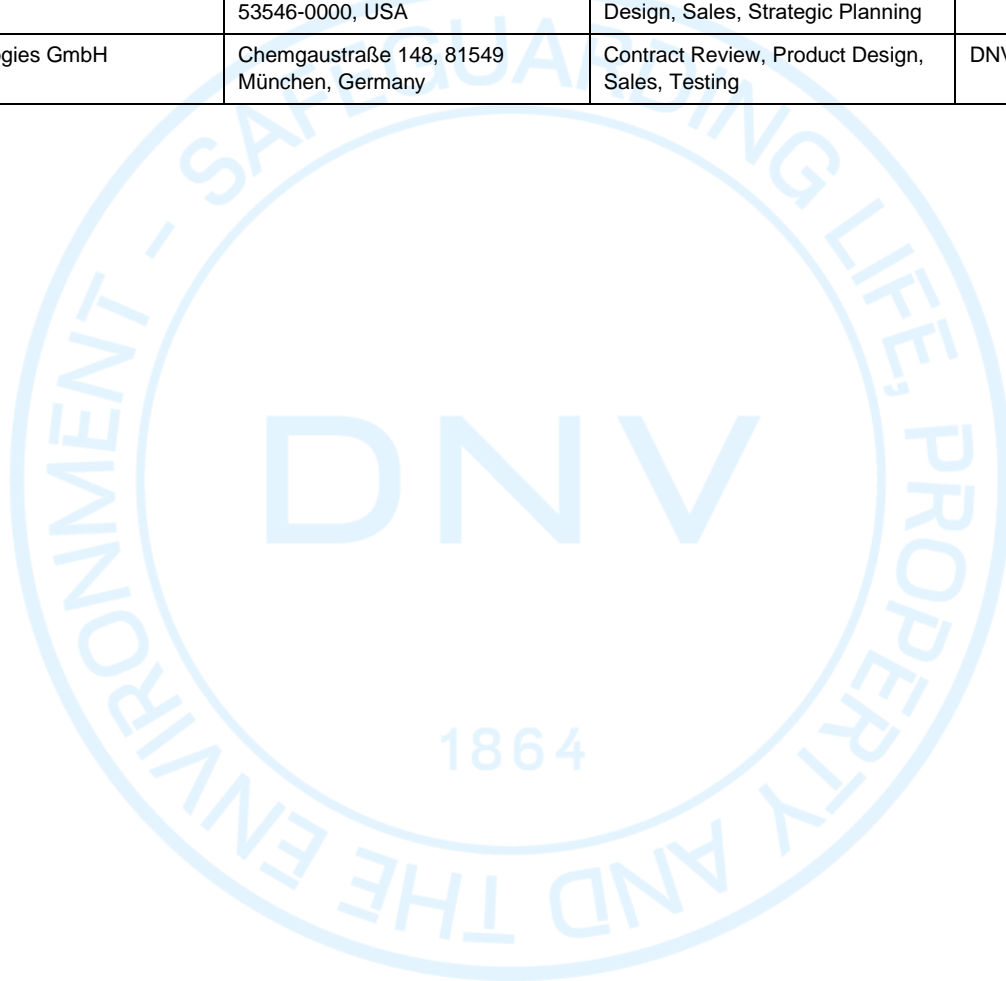 53546-0000, USA
Design, Sales, Strategic Planning
gies GmbH
Chemgaustraße 148, 81549
München, Germany
Contract Review, Product Design,
Sales, Testing
DNV
SAFEGUARDING LIFE, PROPERTY AND THE ENVIRONMENT -
DNV
1864